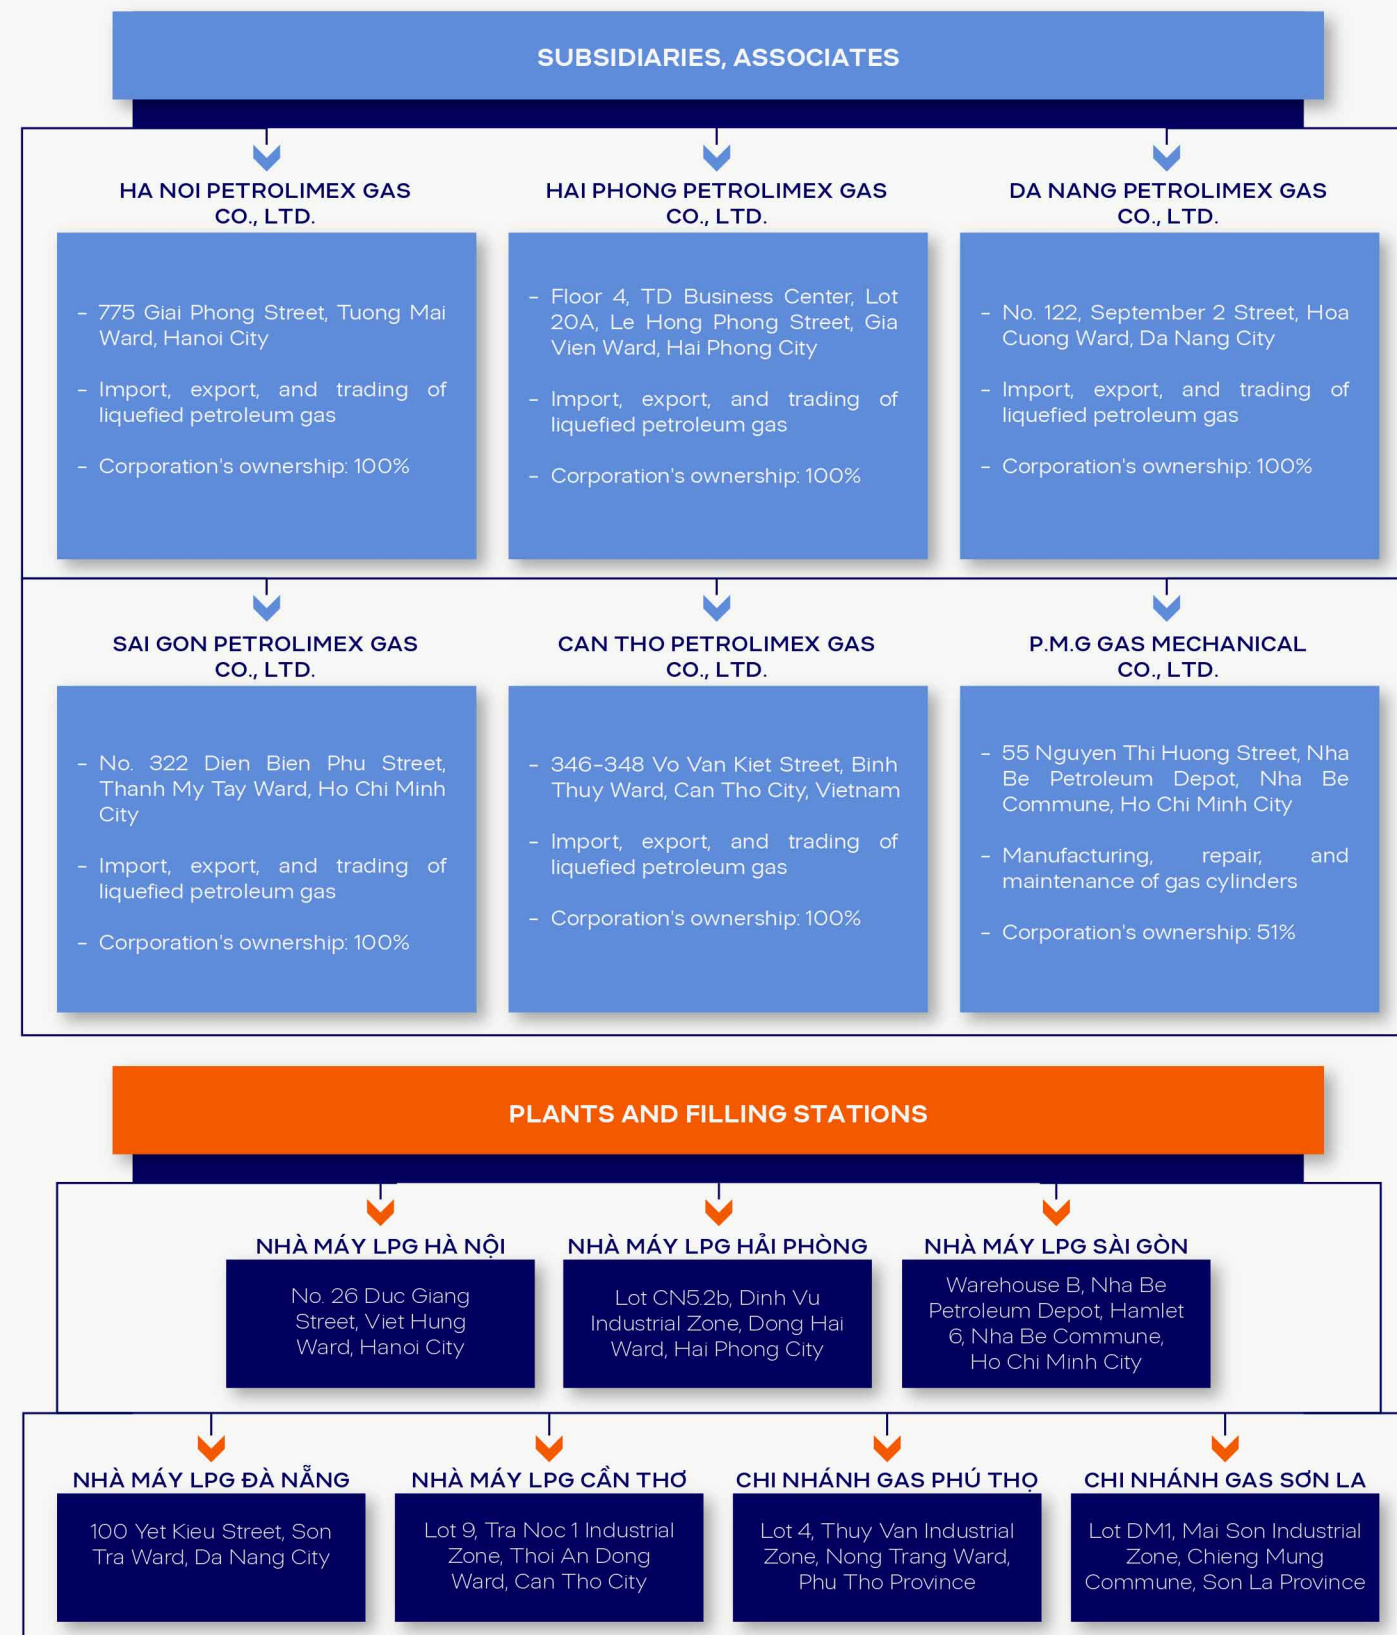 SUBSIDIARIES, ASSOCIATES
HA NOI PETROLIMEX GAS
CO., LTD.
- 775 Giai Phong Street, Tuong Mai
Ward, Hanoi City
- Import, export, and trading of
liquefied petroleum gas
- Corporation's ownership: 100%
HAI PHONG PETROLIMEX GAS
CO., LTD.
- Floor 4, TD Business Center, Lot
20A, Le Hong Phong Street, Gia
Vien Ward, Hai Phong City
- Import, export, and trading of
liquefied petroleum gas
- Corporation's ownership: 100%
DA NANG PETROLIMEX GAS
CO., LTD.
- No. 122, September 2 Street, Hoa
Cuong Ward, Da Nang City
- Import, export, and trading of
liquefied petroleum gas
- Corporation's ownership: 100%
SAI GON PETROLIMEX GAS
CO., LTD.
- No. 322 Dien Bien Phu Street,
Thanh My Tay Ward, Ho Chi Minh
City
- Import, export, and trading of
liquefied petroleum gas
- Corporation's ownership: 100%
CAN THO PETROLIMEX GAS
CO., LTD.
- 346-348 Vo Van Kiet Street, Binh
Thuy Ward, Can Tho City, Vietnam
- Import, export, and trading of
liquefied petroleum gas
- Corporation's ownership: 100%
P.M.G GAS MECHANICAL
CO., LTD.
- 55 Nguyen Thi Huong Street, Nha
Be Petroleum Depot, Nha Be
Commune, Ho Chi Minh City
- Manufacturing, repair, and
maintenance of gas cylinders
- Corporation's ownership: 51%
PLANTS AND FILLING STATIONS
NHÀ MÁY LPG HÀ NỘI
No. 26 Duc Giang
Street, Viet Hung
Ward, Hanoi City
NHÀ MÁY LPG HẢI PHÒNG
Lot CN5.2b, Dinh Vu
Industrial Zone, Dong Hai
Ward, Hai Phong City
NHÀ MÁY LPG SÀI GÒN
Warehouse B, Nha Be
Petroleum Depot, Hamlet
6, Nha Be Commune,
Ho Chi Minh City
NHÀ MÁY LPG ĐÀ NẴNG
100 Yet Kieu Street, Son
Tra Ward, Da Nang City
NHÀ MÁY LPG CẦN THƠ
Lot 9, Tra Noc 1 Industrial
Zone, Thoi An Dong
Ward, Can Tho City
CHI NHÁNH GAS PHÚ THỌ
Lot 4, Thuy Van Industrial
Zone, Nong Trang Ward,
Phu Tho Province
CHI NHÁNH GAS SƠN LA
Lot DM1, Mai Son Industrial
Zone, Chieng Mung
Commune, Son La Province